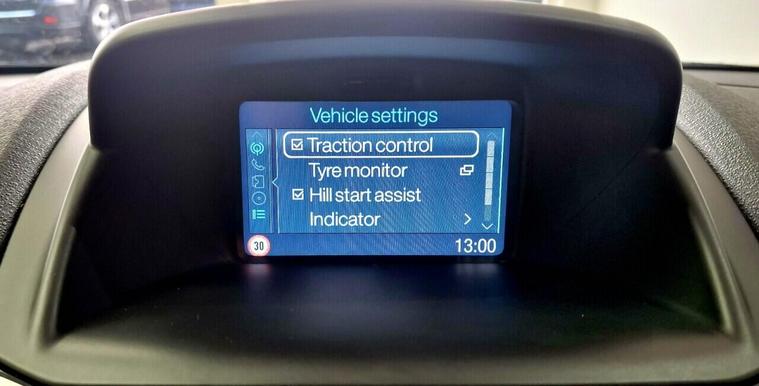 Vehicle settings
Traction control
Tyre monitor
Hill start assist
Indicator
30 13:00